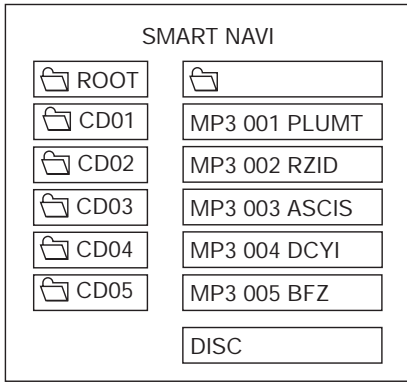 SMART NAVI
ROOT
CD01
MP3 001 PLUMT
CD02
MP3 002 RZID
CD03
MP3 003 ASCIS
CD04
MP3 004 DCYI
CD05
MP3 005 BFZ
DISC